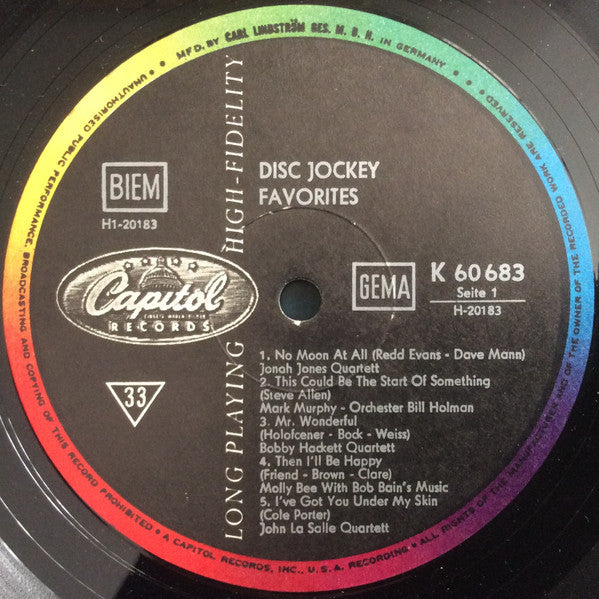 MFD. BY CARL LINDSTRÖM GES. M. B. H. IN GERMANY
UNAUTHORISED PUBLIC PERFORMANCE, BROADCASTING AND COPYING OF THIS RECORD PROHIBITED • A CAPITOL RECORDS, INC., U.S.A. RECORDING • ALL RIGHTS OF THE MANUFACTURER AND OF THE OWNER OF THE RECORDED WORK ARE RESERVED
LONG PLAYING HIGH-FIDELITY
DISC JOCKEY
FAVORITES
BIEM
H1-20183
Capitol
RECORDS
33
GEMA
K 60683
Seite 1
H-20183
1. No Moon At All (Redd Evans - Dave Mann)
Jonah Jones Quartett
2. This Could Be The Start Of Something
(Steve Allen)
Mark Murphy - Orchester Bill Holman
3. Mr. Wonderful
(Holofcener - Bock - Weiss)
Bobby Hackett Quartett
4. Then I'll Be Happy
(Friend - Brown - Clare)
Molly Bee With Bob Bain's Music
5. I've Got You Under My Skin
(Cole Porter)
John La Salle Quartett